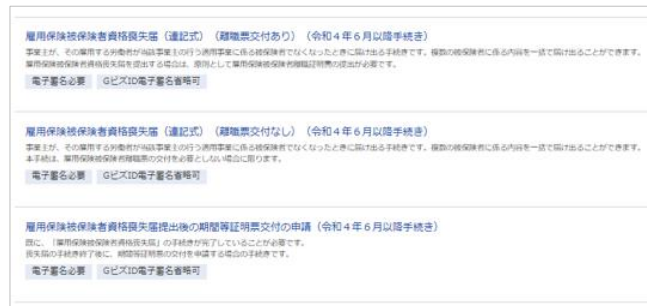 雇用保険被保険者資格喪失届（連記式）（離職票交付あり）（令和４年６月以降手続き）
事業主が、その雇用する労働者が当該事業主の行う適用事業に係る被保険者でなくなったときに届け出る手続きです。複数の被保険者に係る内容を一括で届け出ることができます。
雇用保険被保険者資格喪失届を提出する場合は、原則として雇用保険被保険者離職証明書の提出が必要です。
電子署名必要 GビズID電子署名省略可
雇用保険被保険者資格喪失届（連記式）（離職票交付なし）（令和４年６月以降手続き）
事業主が、その雇用する労働者が当該事業主の行う適用事業に係る被保険者でなくなったときに届け出る手続きです。複数の被保険者に係る内容を一括で届け出ることができます。
本手続は、雇用保険被保険者離職票の交付を必要としない場合に限ります。
電子署名必要 GビズID電子署名省略可
雇用保険被保険者資格喪失届提出後の期間等証明票交付の申請（令和４年６月以降手続き）
既に、「雇用保険被保険者資格喪失届」の手続きが完了していることが必要です。
喪失届の手続き終了後に、期間等証明票の交付を申請する場合の手続きです。
電子署名必要 GビズID電子署名省略可